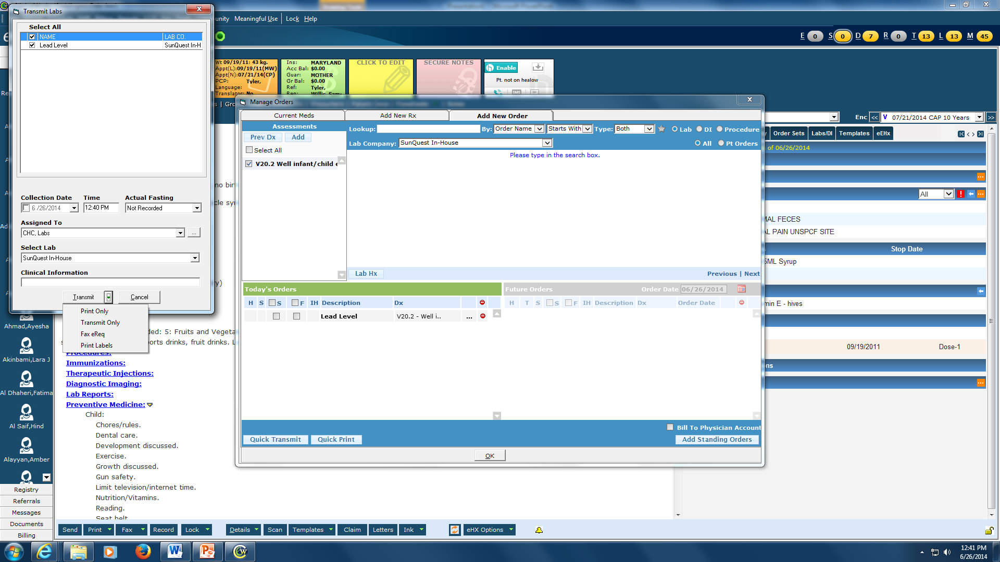 Transmit Labs
Select All
NAME LAB CO.
Lead Level SunQuest In-H
Collection Date Time Actual Fasting
6 /26/2014 12:40 PM Not Recorded
Assigned To
CHC, Labs ...
Select Lab
SunQuest In-House
Clinical Information
Transmit Cancel
Print Only
Transmit Only
Fax eReq
Print Labels
unity Meaningful Use Lock Help
E 0 S 0 D 7 R 0 T 13 L 13 M 45
Wt 09/19/11: 43 kg.
Appt(L):09/19/11(MW)
Appt(N):07/21/14(CP)
PCP: Tyler,
Language:
Translator: No
Ins: MARYLAND
Acc Bal: $0.00
Guar: MOTHER
Gr Bal: $0.00
Ref: Tyler,
CLICK TO EDIT
SECURE NOTES
Enable
Pt. not on healow
SMS
Manage Orders
Current Meds Add New Rx Add New Order
Assessments
Prev Dx Add
Select All
V20.2 Well infant/child e
Lookup: By: Order Name Starts With Type: Both Lab DI Procedure
Lab Company: SunQuest In-House All Pt Orders
Please type in the search box.
Lab Hx Previous | Next
Today's Orders
H S S F IH Description Dx
Lead Level V20.2 - Well i.. ...
Future Orders Order Date 06/26/2014
H T S S F IH Description Dx Order Date
Bill To Physician Account
Quick Transmit Quick Print Add Standing Orders
OK
Enc << V 07/21/2014 CAP 10 Years >>
Order Sets Labs/DI Templates eEHx
of 06/26/2014
All
MAL FECES
AL PAIN UNSPCF SITE
Stop Date
5ML Syrup
min E - hives
09/19/2011 Dose-1
ns
Re
Ad
no birt
cle syr
y)
ded: 5: Fruits and Vegeta
ports drinks, fruit drinks. L
Procedures:
Immunizations:
Therapeutic Injections:
Diagnostic Imaging:
Lab Reports:
Preventive Medicine:
Child:
Chores/rules.
Dental care.
Development discussed.
Exercise.
Growth discussed.
Gun safety.
Limit television/internet time.
Nutrition/Vitamins.
Reading.
Seat belt
Ahmad,Ayesha
Akinbami,Lara J
Al Dhaheri,Fatima
Al Saif,Hind
Alayyan,Amber
Registry
Referrals
Messages
Documents
Billing
Send Print Fax Record Lock Details Scan Templates Claim Letters Ink eHX Options
12:41 PM
6/26/2014